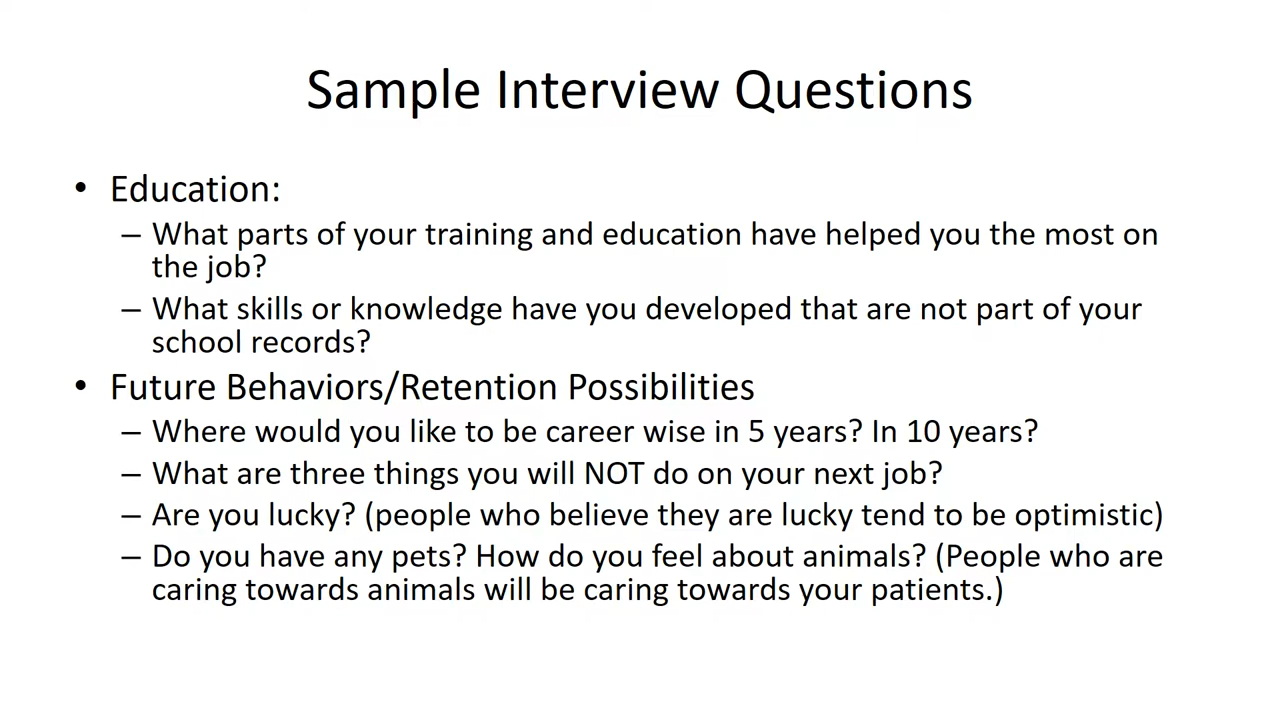 Sample Interview Questions
• Education:
– What parts of your training and education have helped you the most on
the job?
– What skills or knowledge have you developed that are not part of your
school records?
• Future Behaviors/Retention Possibilities
– Where would you like to be career wise in 5 years? In 10 years?
– What are three things you will NOT do on your next job?
– Are you lucky? (people who believe they are lucky tend to be optimistic)
– Do you have any pets? How do you feel about animals? (People who are
caring towards animals will be caring towards your patients.)